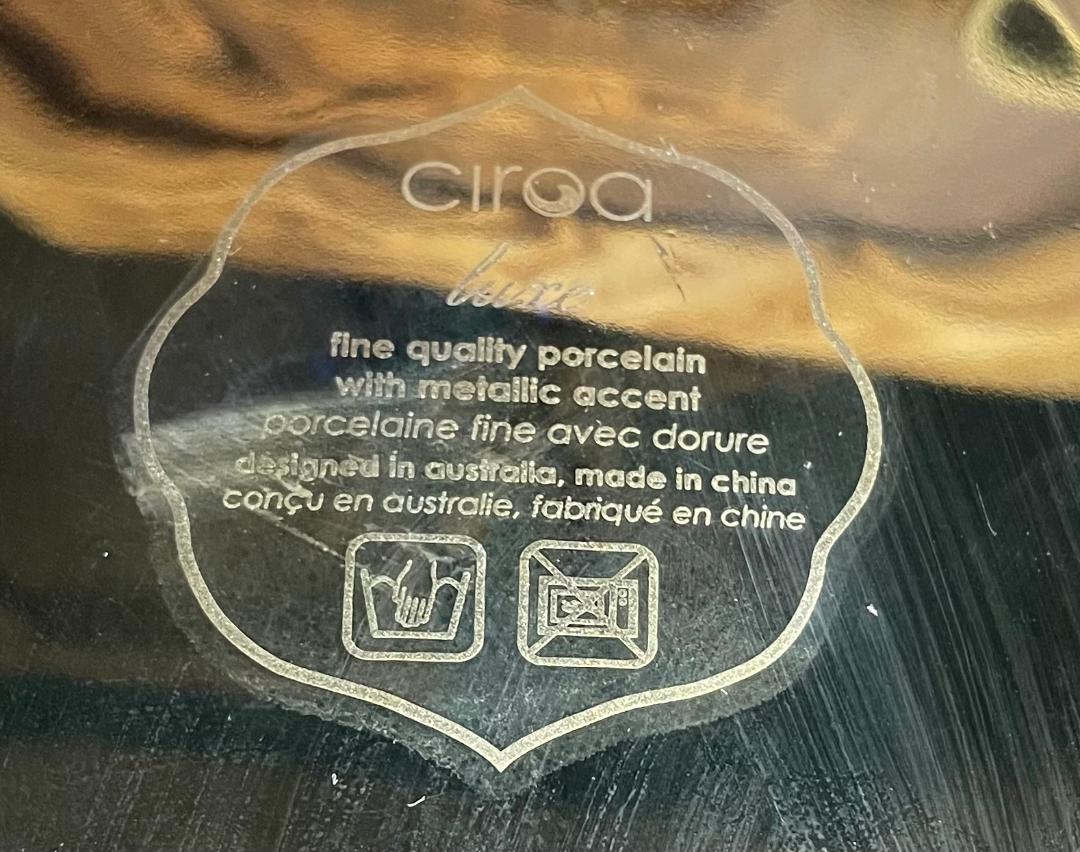 ciroa
luxe
fine quality porcelain
with metallic accent
porcelaine fine avec dorure
designed in australia, made in china
conçu en australie, fabriqué en chine